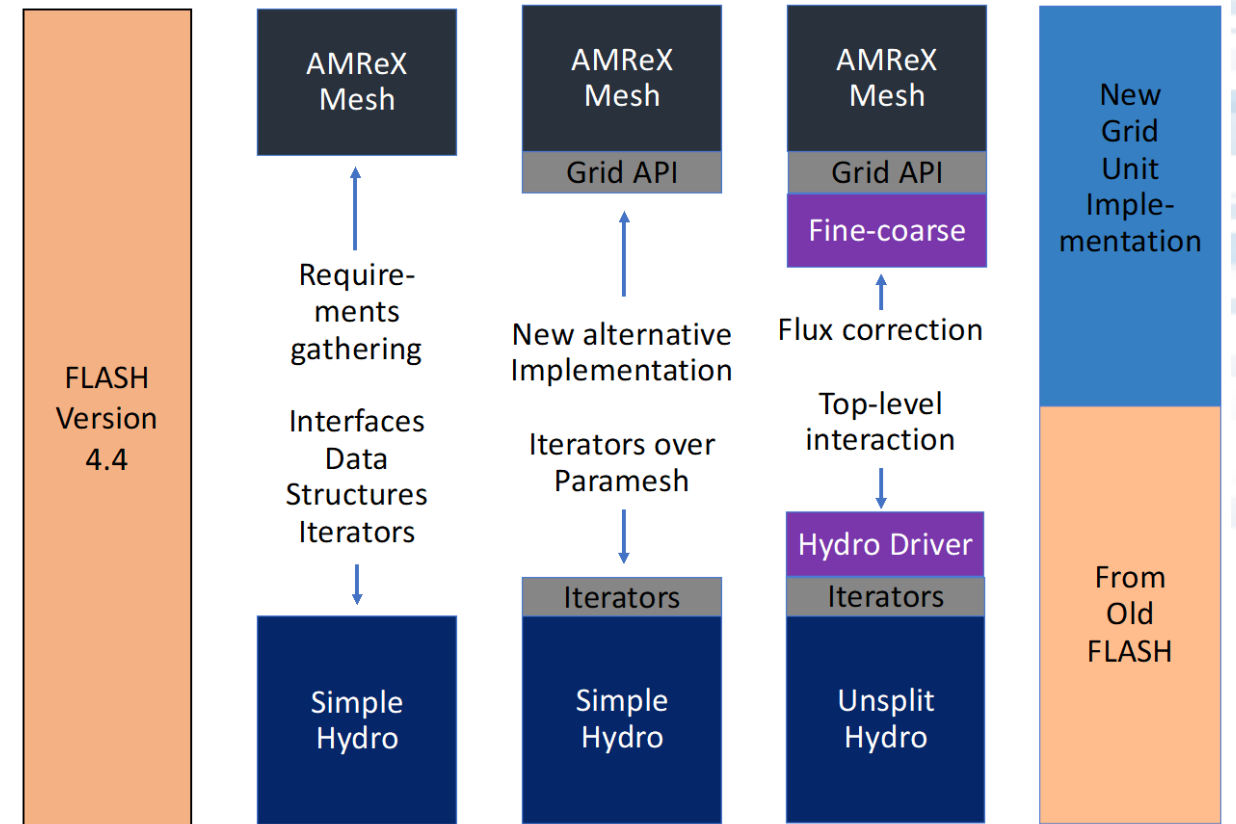 FLASH
Version
4.4
AMReX
Mesh
Require-
ments
gathering
Interfaces
Data
Structures
Iterators
Simple
Hydro
AMReX
Mesh
Grid API
New alternative
Implementation
Iterators over
Paramesh
Iterators
Simple
Hydro
AMReX
Mesh
Grid API
Fine-coarse
Flux correction
Top-level
interaction
Hydro Driver
Iterators
Unsplit
Hydro
New
Grid
Unit
Imple-
mentation
From
Old
FLASH